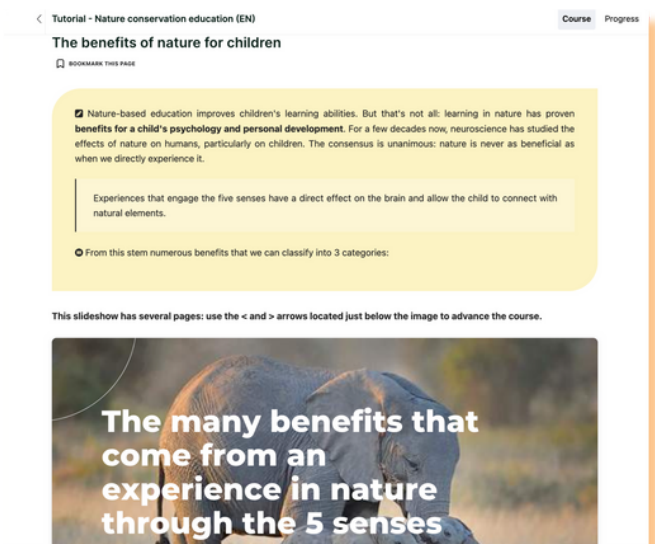 Tutorial - Nature conservation education (EN)
Course
Progress
The benefits of nature for children
BOOKMARK THIS PAGE
Nature-based education improves children's learning abilities. But that's not all: learning in nature has proven
benefits for a child's psychology and personal development. For a few decades now, neuroscience has studied the
effects of nature on humans, particularly on children. The consensus is unanimous: nature is never as beneficial as
when we directly experience it.
Experiences that engage the five senses have a direct effect on the brain and allow the child to connect with
natural elements.
From this stem numerous benefits that we can classify into 3 categories:
This slideshow has several pages: use the < and > arrows located just below the image to advance the course.
The many benefits that
come from an
experience in nature
through the 5 senses